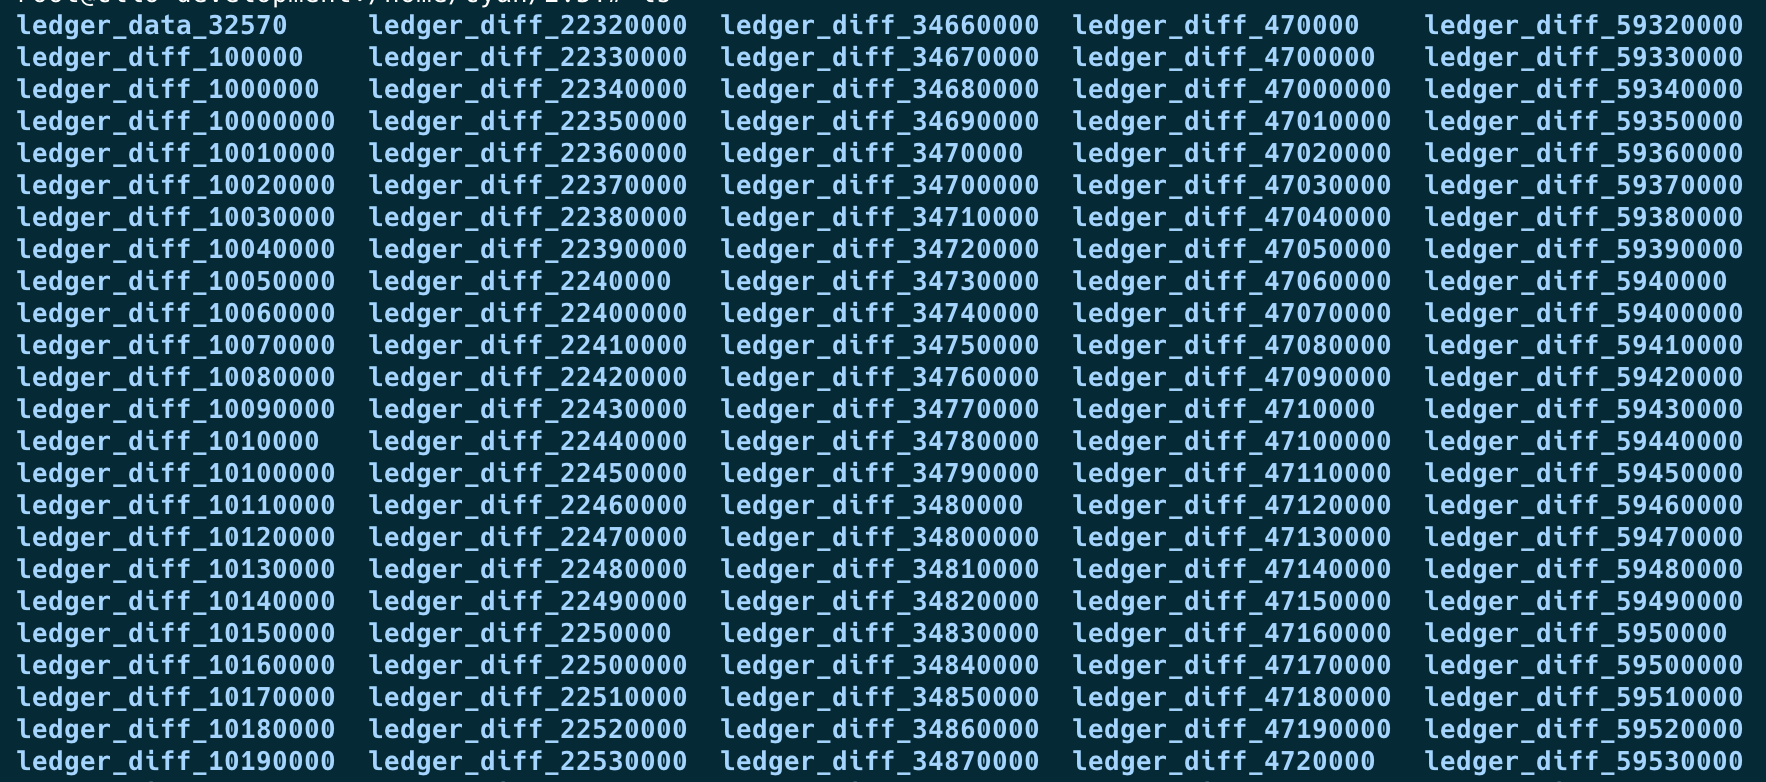 ledger_data_32570 ledger_diff_22320000 ledger_diff_34660000 ledger_diff_470000 ledger_diff_59320000
ledger_diff_100000 ledger_diff_22330000 ledger_diff_34670000 ledger_diff_4700000 ledger_diff_59330000
ledger_diff_1000000 ledger_diff_22340000 ledger_diff_34680000 ledger_diff_47000000 ledger_diff_59340000
ledger_diff_10000000 ledger_diff_22350000 ledger_diff_34690000 ledger_diff_47010000 ledger_diff_59350000
ledger_diff_10010000 ledger_diff_22360000 ledger_diff_3470000 ledger_diff_47020000 ledger_diff_59360000
ledger_diff_10020000 ledger_diff_22370000 ledger_diff_34700000 ledger_diff_47030000 ledger_diff_59370000
ledger_diff_10030000 ledger_diff_22380000 ledger_diff_34710000 ledger_diff_47040000 ledger_diff_59380000
ledger_diff_10040000 ledger_diff_22390000 ledger_diff_34720000 ledger_diff_47050000 ledger_diff_59390000
ledger_diff_10050000 ledger_diff_2240000 ledger_diff_34730000 ledger_diff_47060000 ledger_diff_5940000
ledger_diff_10060000 ledger_diff_22400000 ledger_diff_34740000 ledger_diff_47070000 ledger_diff_59400000
ledger_diff_10070000 ledger_diff_22410000 ledger_diff_34750000 ledger_diff_47080000 ledger_diff_59410000
ledger_diff_10080000 ledger_diff_22420000 ledger_diff_34760000 ledger_diff_47090000 ledger_diff_59420000
ledger_diff_10090000 ledger_diff_22430000 ledger_diff_34770000 ledger_diff_4710000 ledger_diff_59430000
ledger_diff_1010000 ledger_diff_22440000 ledger_diff_34780000 ledger_diff_47100000 ledger_diff_59440000
ledger_diff_10100000 ledger_diff_22450000 ledger_diff_34790000 ledger_diff_47110000 ledger_diff_59450000
ledger_diff_10110000 ledger_diff_22460000 ledger_diff_3480000 ledger_diff_47120000 ledger_diff_59460000
ledger_diff_10120000 ledger_diff_22470000 ledger_diff_34800000 ledger_diff_47130000 ledger_diff_59470000
ledger_diff_10130000 ledger_diff_22480000 ledger_diff_34810000 ledger_diff_47140000 ledger_diff_59480000
ledger_diff_10140000 ledger_diff_22490000 ledger_diff_34820000 ledger_diff_47150000 ledger_diff_59490000
ledger_diff_10150000 ledger_diff_2250000 ledger_diff_34830000 ledger_diff_47160000 ledger_diff_5950000
ledger_diff_10160000 ledger_diff_22500000 ledger_diff_34840000 ledger_diff_47170000 ledger_diff_59500000
ledger_diff_10170000 ledger_diff_22510000 ledger_diff_34850000 ledger_diff_47180000 ledger_diff_59510000
ledger_diff_10180000 ledger_diff_22520000 ledger_diff_34860000 ledger_diff_47190000 ledger_diff_59520000
ledger_diff_10190000 ledger_diff_22530000 ledger_diff_34870000 ledger_diff_4720000 ledger_diff_59530000